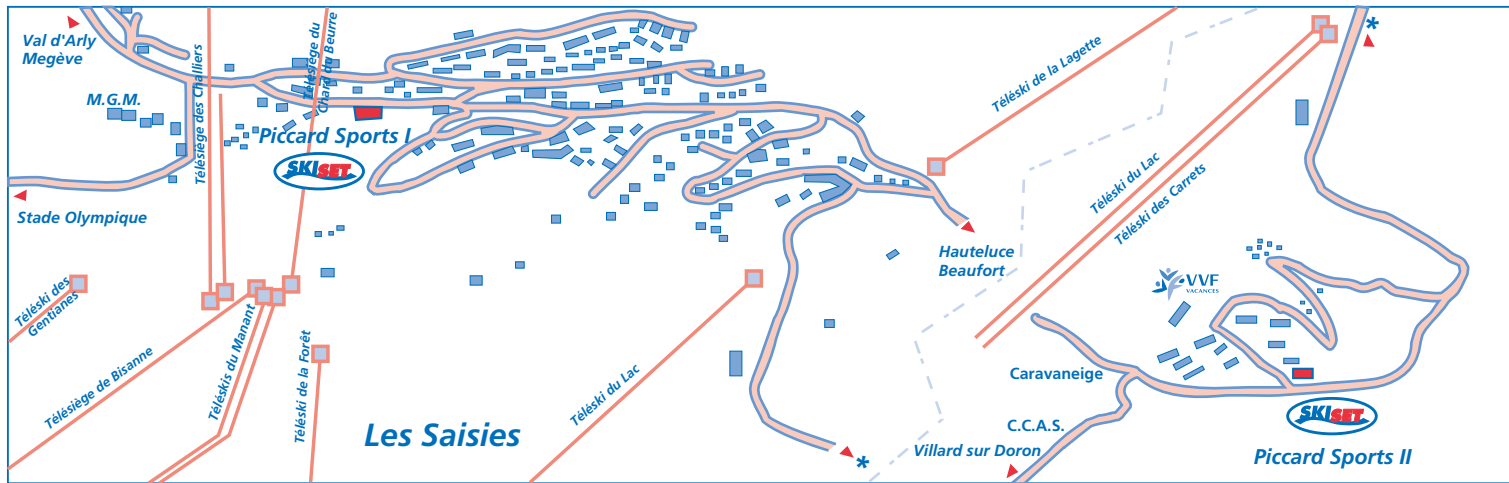 Val d'Arly
Megève
M.G.M.
Télésiège des Challiers
Télésiège du
Chard du Beurre
Piccard Sports I
SKISET
Stade Olympique
Téléski des
Gentianes
Télésiège de Bisanne
Téléskis du Manant
Téléski de la Forêt
Les Saisies
Téléski du Lac
*
Hauteluce
Beaufort
Téléski de la Lagette
Téléski du Lac
Téléski des Carrets
*
VVF
VACANCES
Caravaneige
C.C.A.S.
Villard sur Doron
SKISET
Piccard Sports II